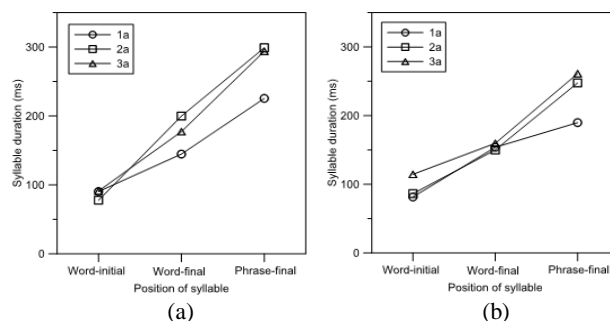 1a
2a
3a
300
200
100
0
Syllable duration (ms)
Word-initial Word-final Phrase-final
Position of syllable
(a)
1a
2a
3a
300
200
100
0
Syllable duration (ms)
Word-initial Word-final Phrase-final
Position of syllable
(b)